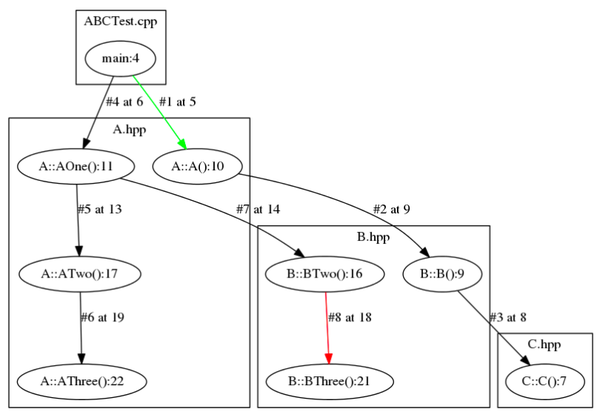 ABCTest.cpp
main:4
#4 at 6
#1 at 5
A.hpp
A::AOne():11
A::A():10
#5 at 13
#7 at 14
#2 at 9
B.hpp
A::ATwo():17
B::BTwo():16
B::B():9
#6 at 19
#8 at 18
#3 at 8
C.hpp
A::AThree():22
B::BThree():21
C::C():7